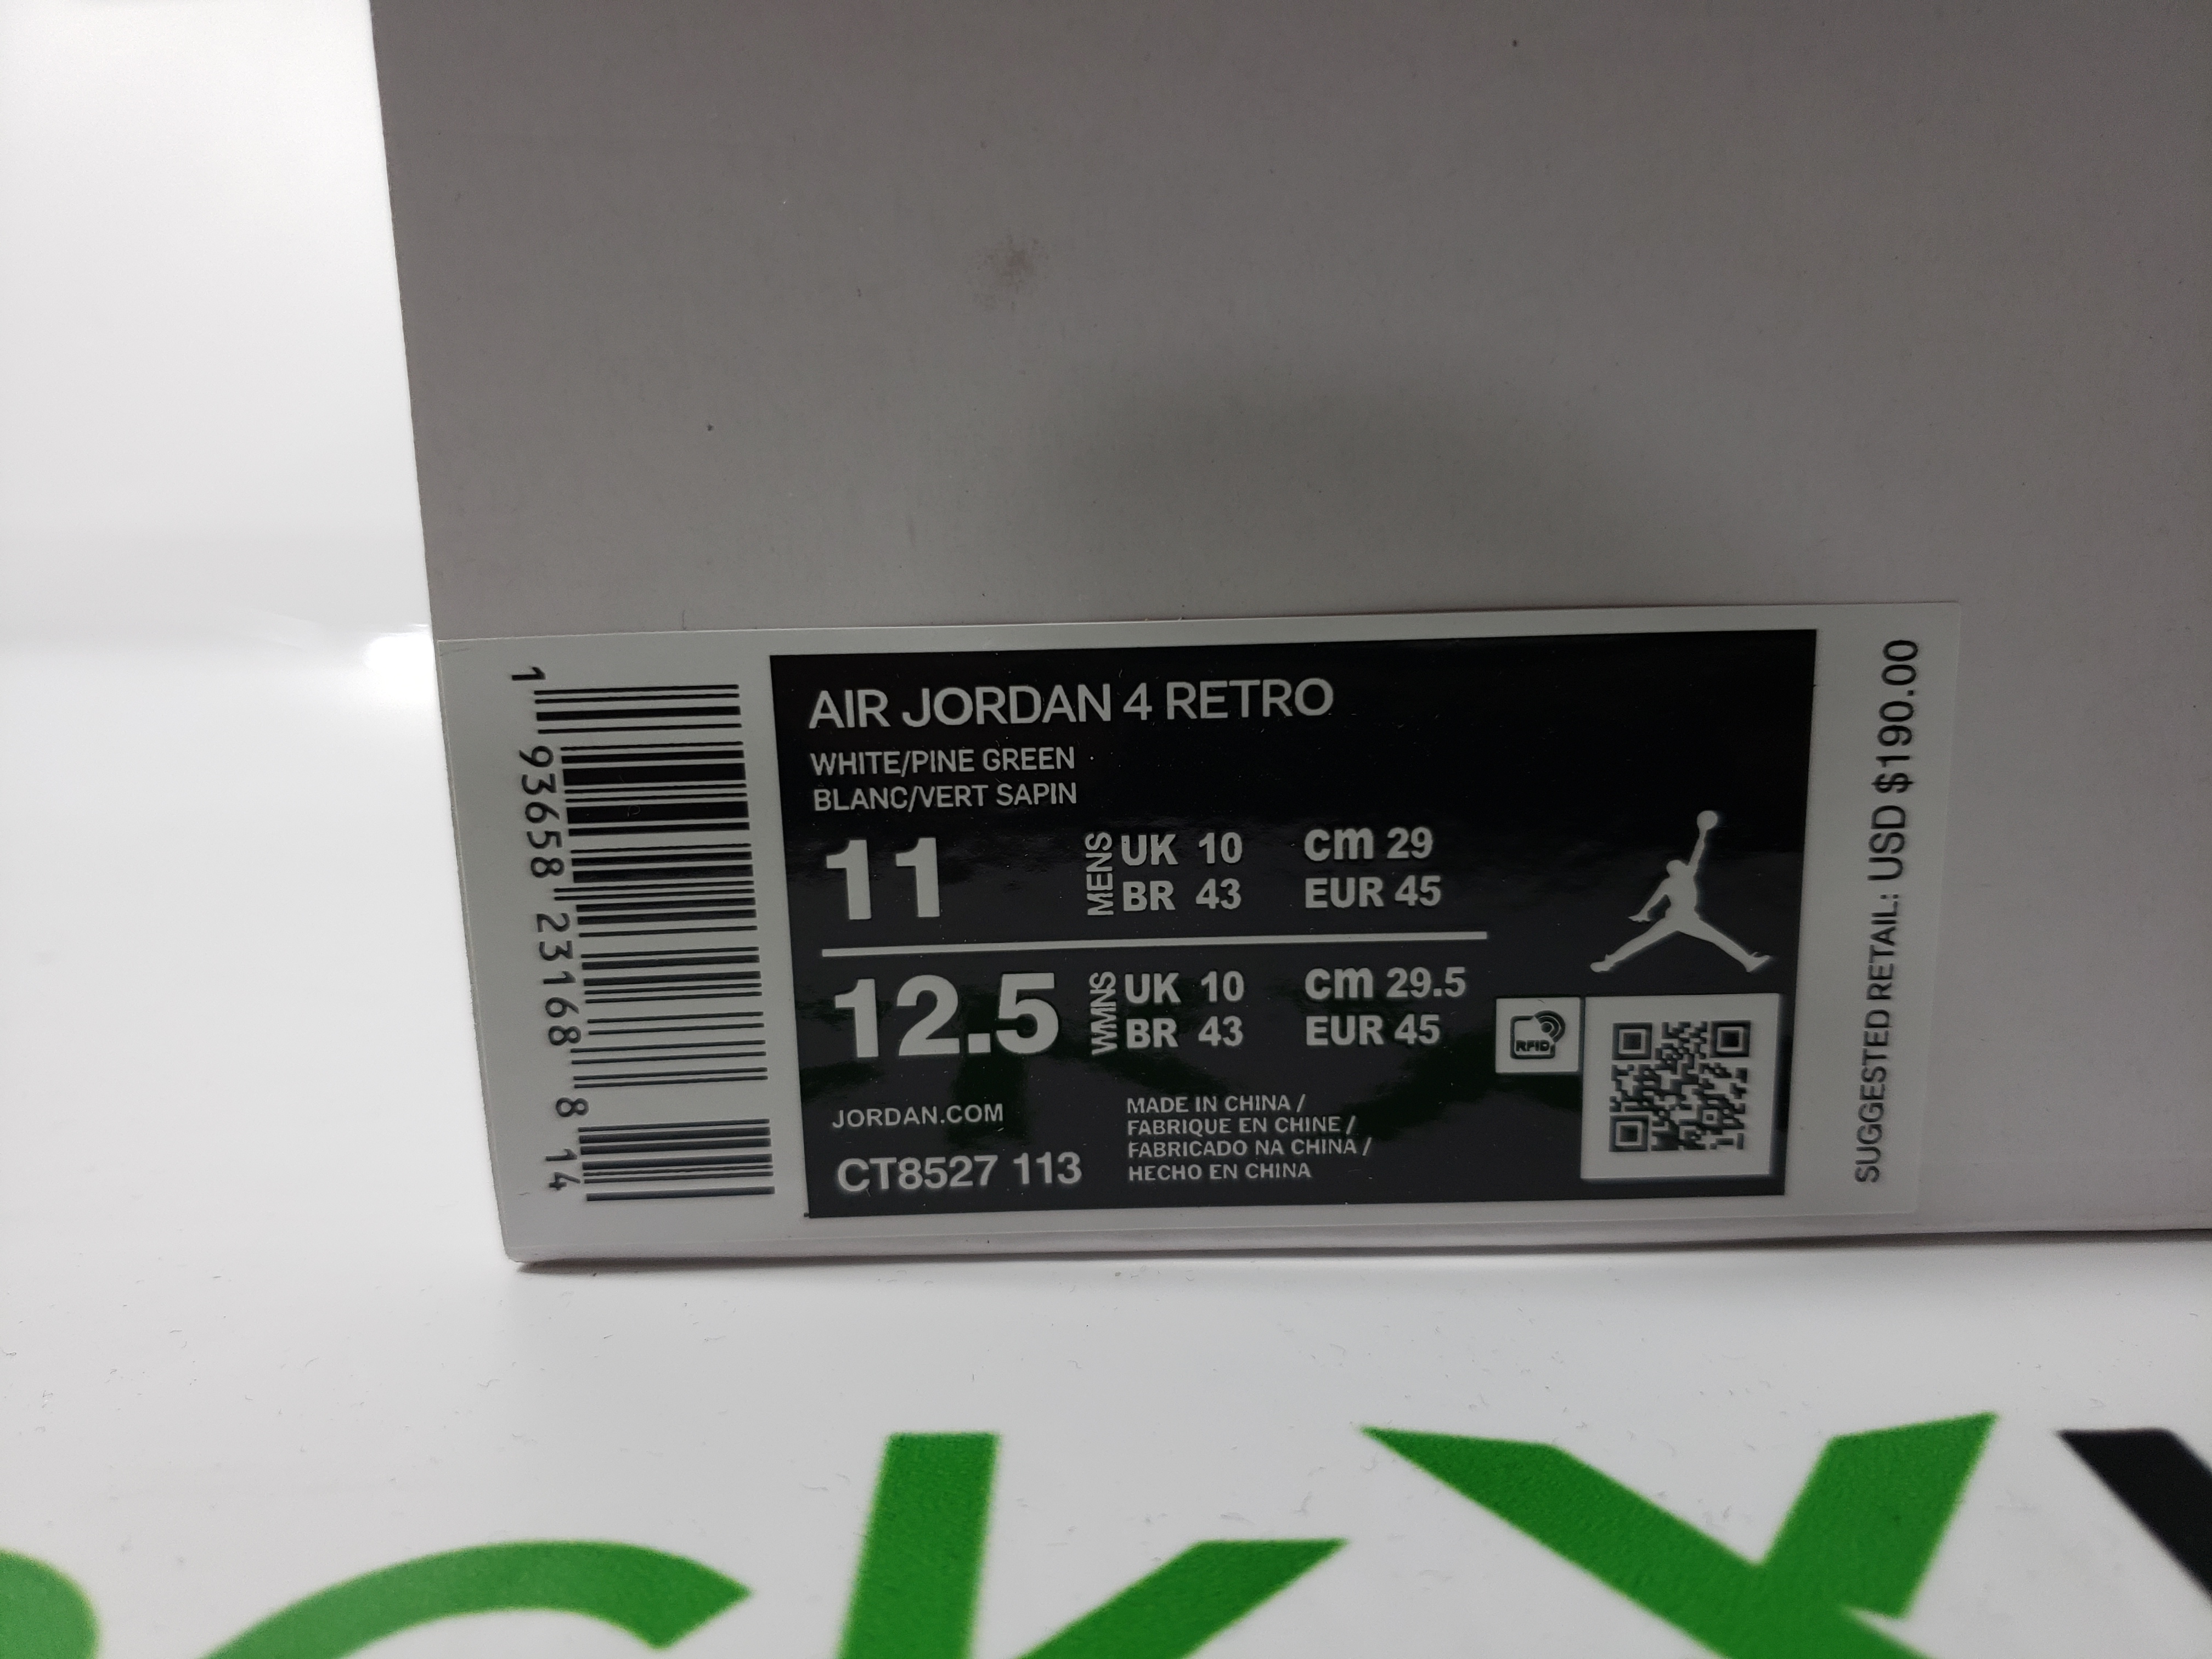 AIR JORDAN 4 RETRO
WHITE/PINE GREEN
BLANC/VERT SAPIN
11 MENS UK 10 cm 29
BR 43 EUR 45
12.5 WMNS UK 10 cm 29.5
BR 43 EUR 45
RFID
JORDAN.COM
CT8527 113
MADE IN CHINA /
FABRIQUE EN CHINE /
FABRICADO NA CHINA /
HECHO EN CHINA
1 93658 23168 8 14
SUGGESTED RETAIL: USD $190.00